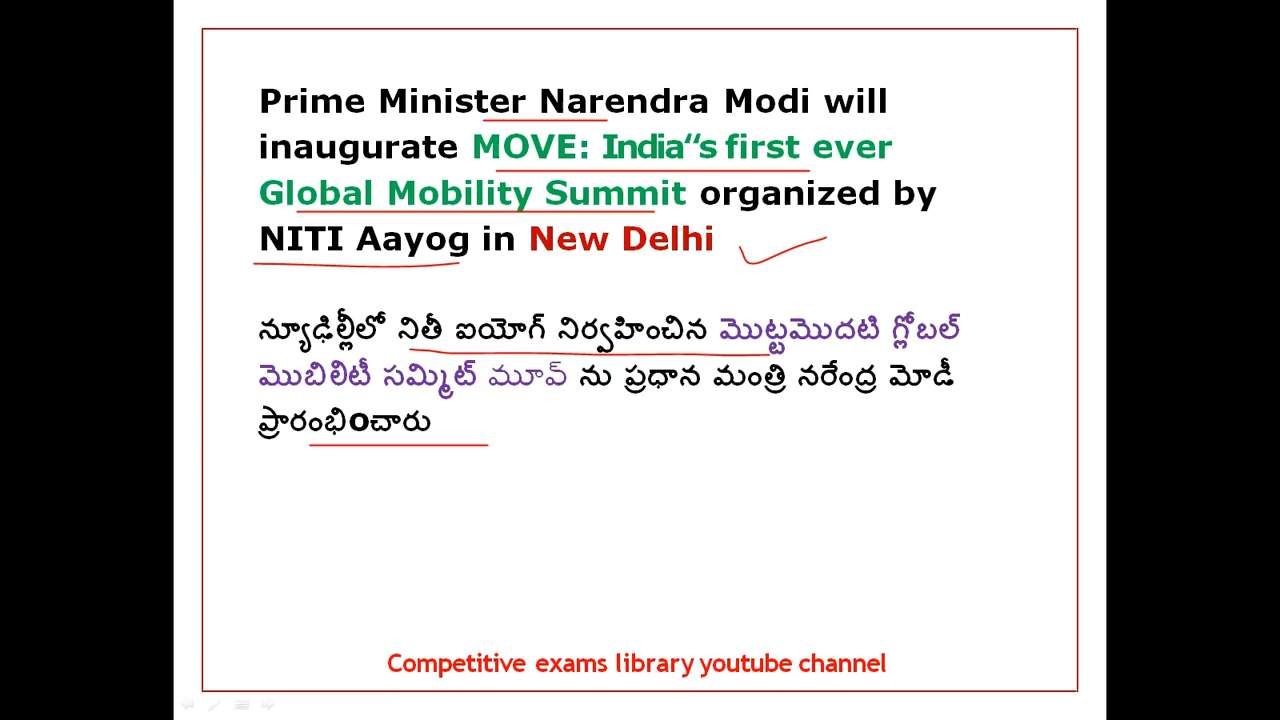 Prime Minister Narendra Modi will
inaugurate MOVE: India“s first ever
Global Mobility Summit organized by
NITI Aayog in New Delhi
న్యూఢిల్లీలో నితీ ఐయోగ్ నిర్వహించిన మొట్టమొదటి గ్లోబల్
మొబిలిటీ సమ్మిట్ మూవ్ ను ప్రధాన మంత్రి నరేంద్ర మోడీ
ప్రారంభించారు
Competitive exams library youtube channel